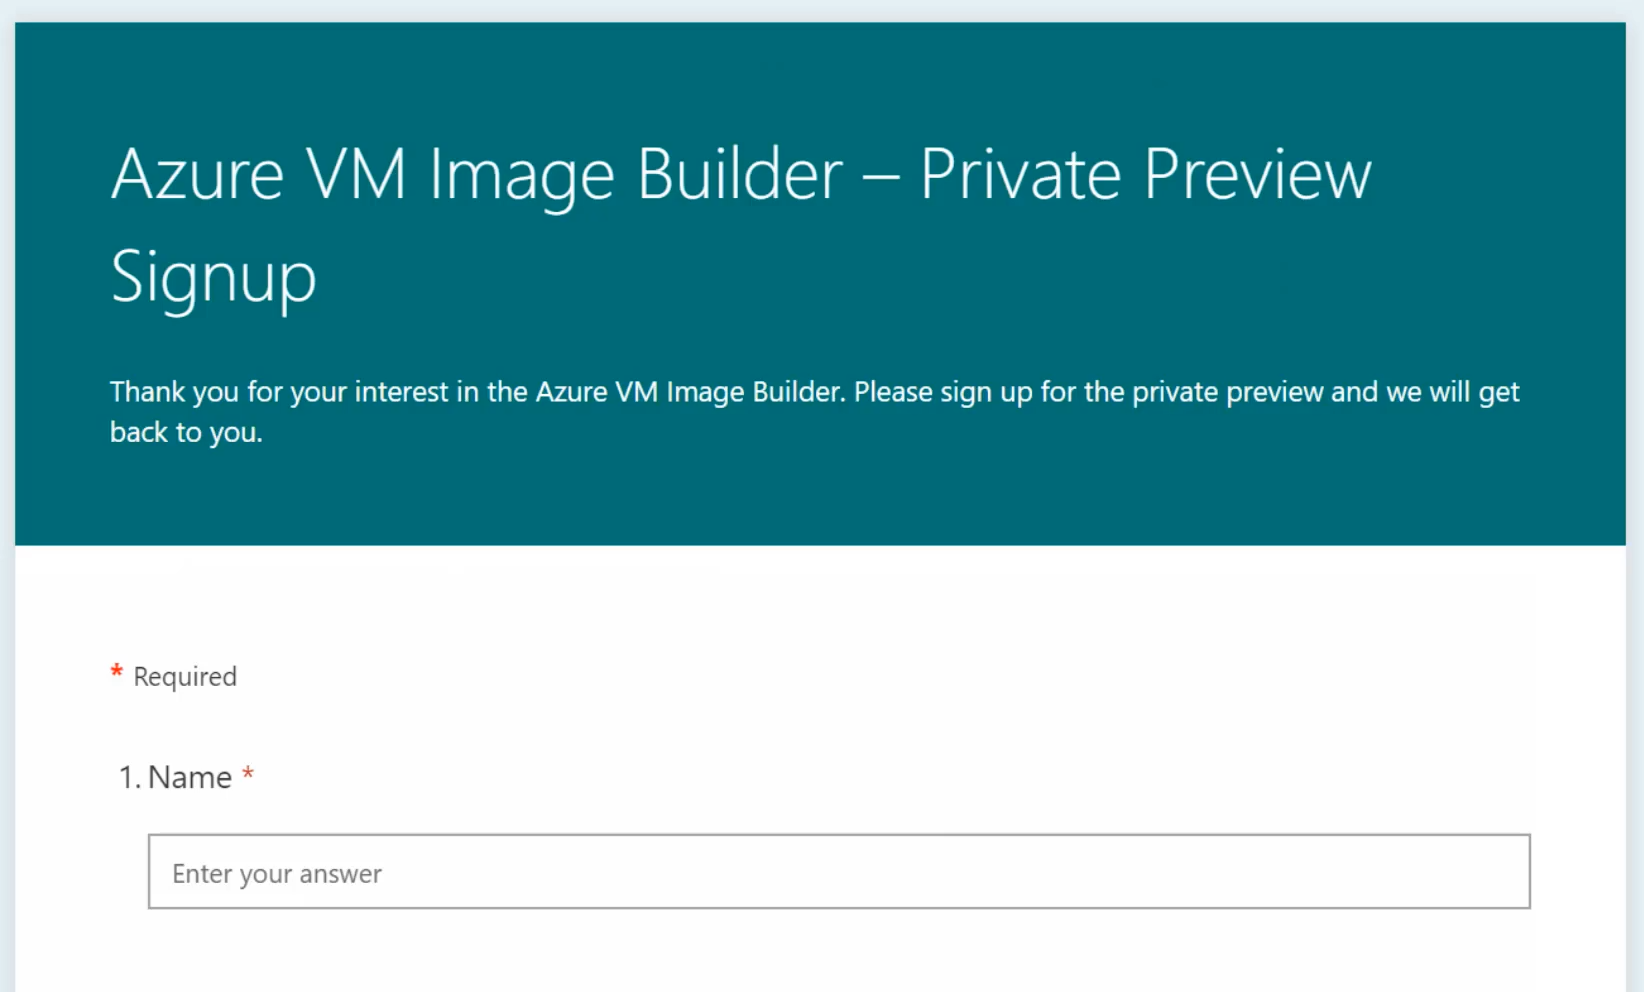 Azure VM Image Builder – Private Preview
Signup
Thank you for your interest in the Azure VM Image Builder. Please sign up for the private preview and we will get
back to you.
* Required
1. Name *
Enter your answer